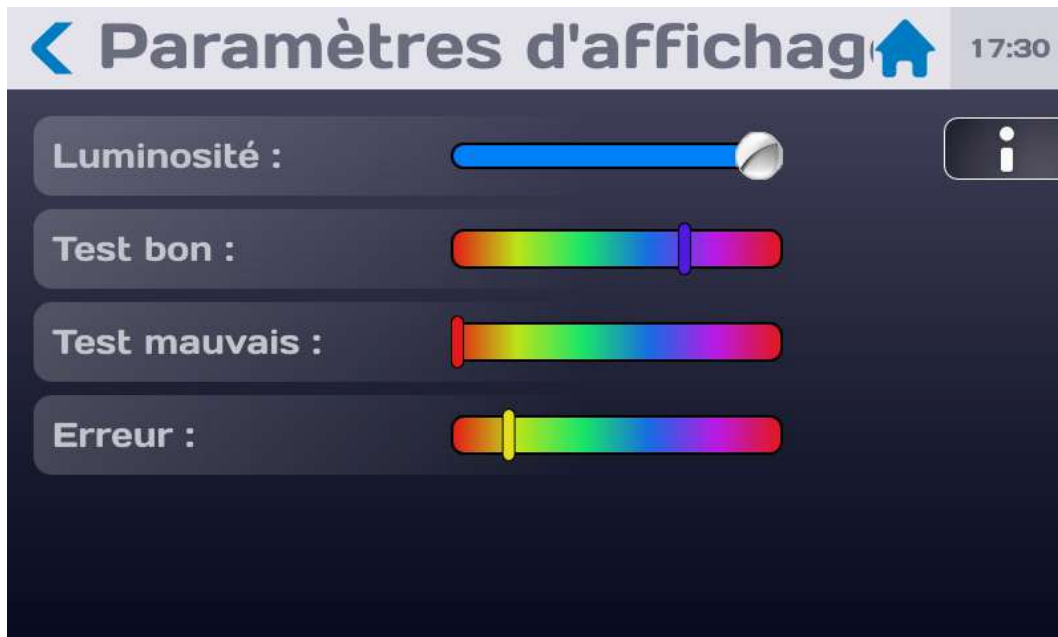 Paramètres d'affichag
17:30
Luminosité :
Test bon :
Test mauvais :
Erreur :